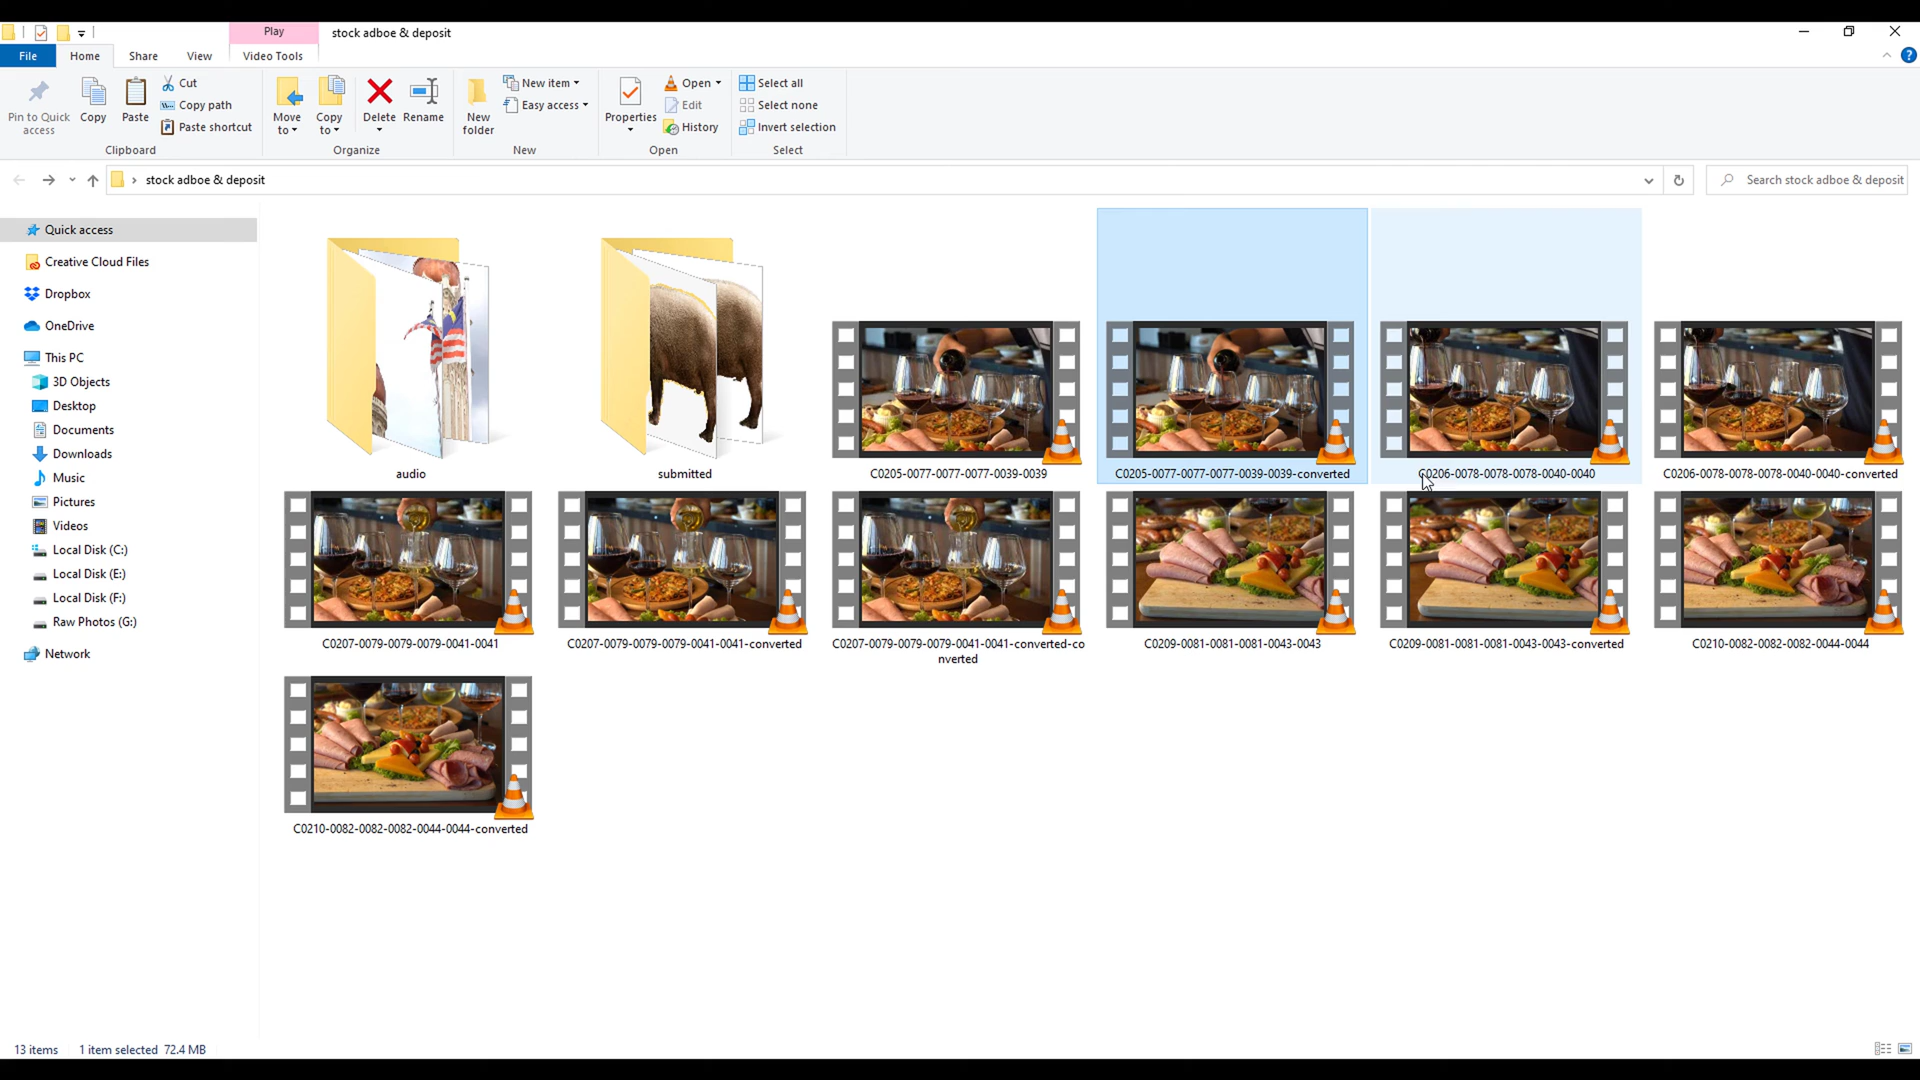 Play
stock adboe & deposit
File
Home
Share
View
Video Tools
Pin to Quick
access
Copy
Paste
Cut
Copy path
Paste shortcut
Clipboard
Move
to
Copy
to
Delete
Rename
Organize
New
folder
New item
Easy access
New
Properties
Open
Edit
History
Open
Select all
Select none
Invert selection
Select
stock adboe & deposit
Search stock adboe & deposit
Quick access
Creative Cloud Files
Dropbox
OneDrive
This PC
3D Objects
Desktop
Documents
Downloads
Music
Pictures
Videos
Local Disk (C:)
Local Disk (E:)
Local Disk (F:)
Raw Photos (G:)
Network
audio
submitted
C0205-0077-0077-0077-0039-0039
C0205-0077-0077-0077-0039-0039-converted
C0206-0078-0078-0078-0040-0040
C0206-0078-0078-0078-0040-0040-converted
C0207-0079-0079-0079-0041-0041
C0207-0079-0079-0079-0041-0041-converted
C0207-0079-0079-0079-0041-0041-converted-co
nverted
C0209-0081-0081-0081-0043-0043
C0209-0081-0081-0081-0043-0043-converted
C0210-0082-0082-0082-0044-0044
C0210-0082-0082-0082-0044-0044-converted
13 items
1 item selected 72.4 MB